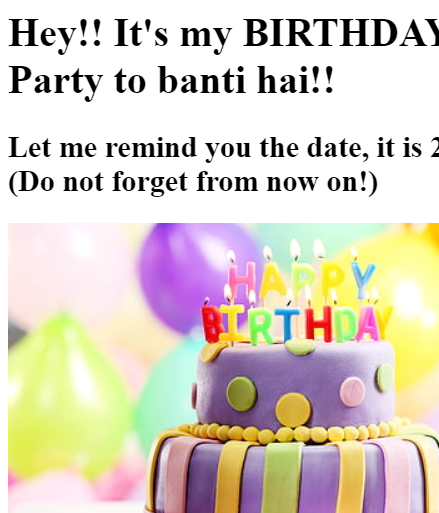 Hey!! It's my BIRTHDAY
Party to banti hai!!
Let me remind you the date, it is 2
(Do not forget from now on!)
HAPPY
BIRTHDAY